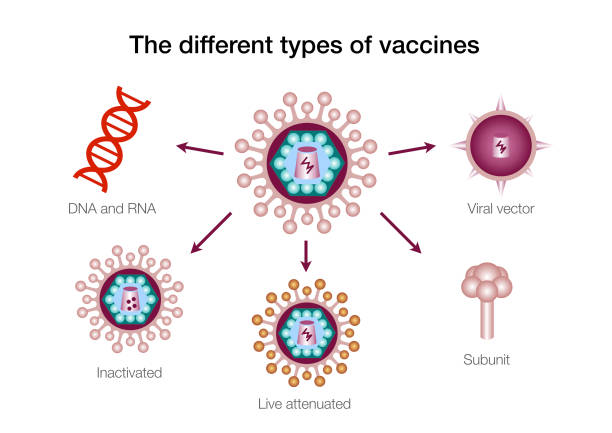 The different types of vaccines
DNA and RNA
Viral vector
Inactivated
Live attenuated
Subunit